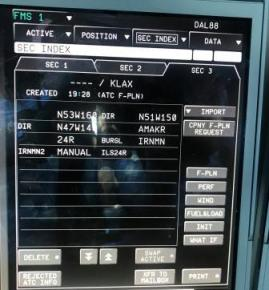 FMS 1
DAL88
ACTIVE POSITION SEC INDEX DATA
SEC INDEX
SEC 1 SEC 2 SEC 3
---- / KLAX
CREATED 19:28 (ATC F-PLN)
N53W160 DIR N51W150
DIR N47W14 AMAKR
24R BURSL IRNMN
IRNMN2 MANUAL ILS24R
IMPORT
CPNY F-PLN
REQUEST
F-PLN
PERF
WIND
FUEL&LOAD
INIT
WHAT IF
DELETE
SWAP
ACTIVE
REJECTED
ATC INFO
XFR TO
MAILBOX
PRINT